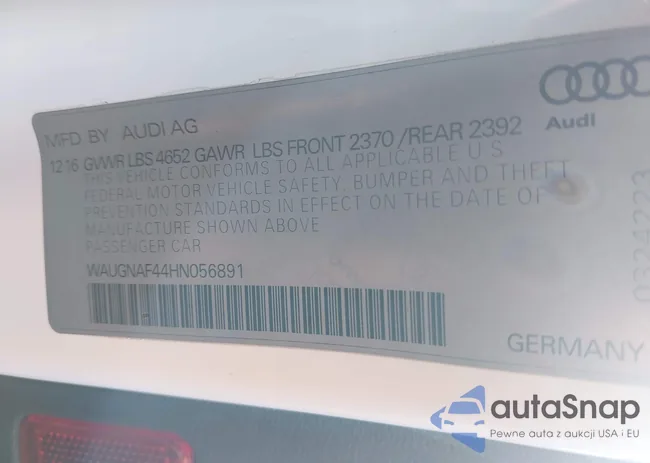 MFD BY AUDI AG
12·16 GVWR LBS 4652 GAWR LBS FRONT 2370 /REAR 2392
THIS VEHICLE CONFORMS TO ALL APPLICABLE U S
FEDERAL MOTOR VEHICLE SAFETY, BUMPER AND THEFT
PREVENTION STANDARDS IN EFFECT ON THE DATE OF
MANUFACTURE SHOWN ABOVE
PASSENGER CAR
WAUGNAF44HN056891
Audi
0324223
GERMANY
autaSnap
Pewne auta z aukcji USA i EU